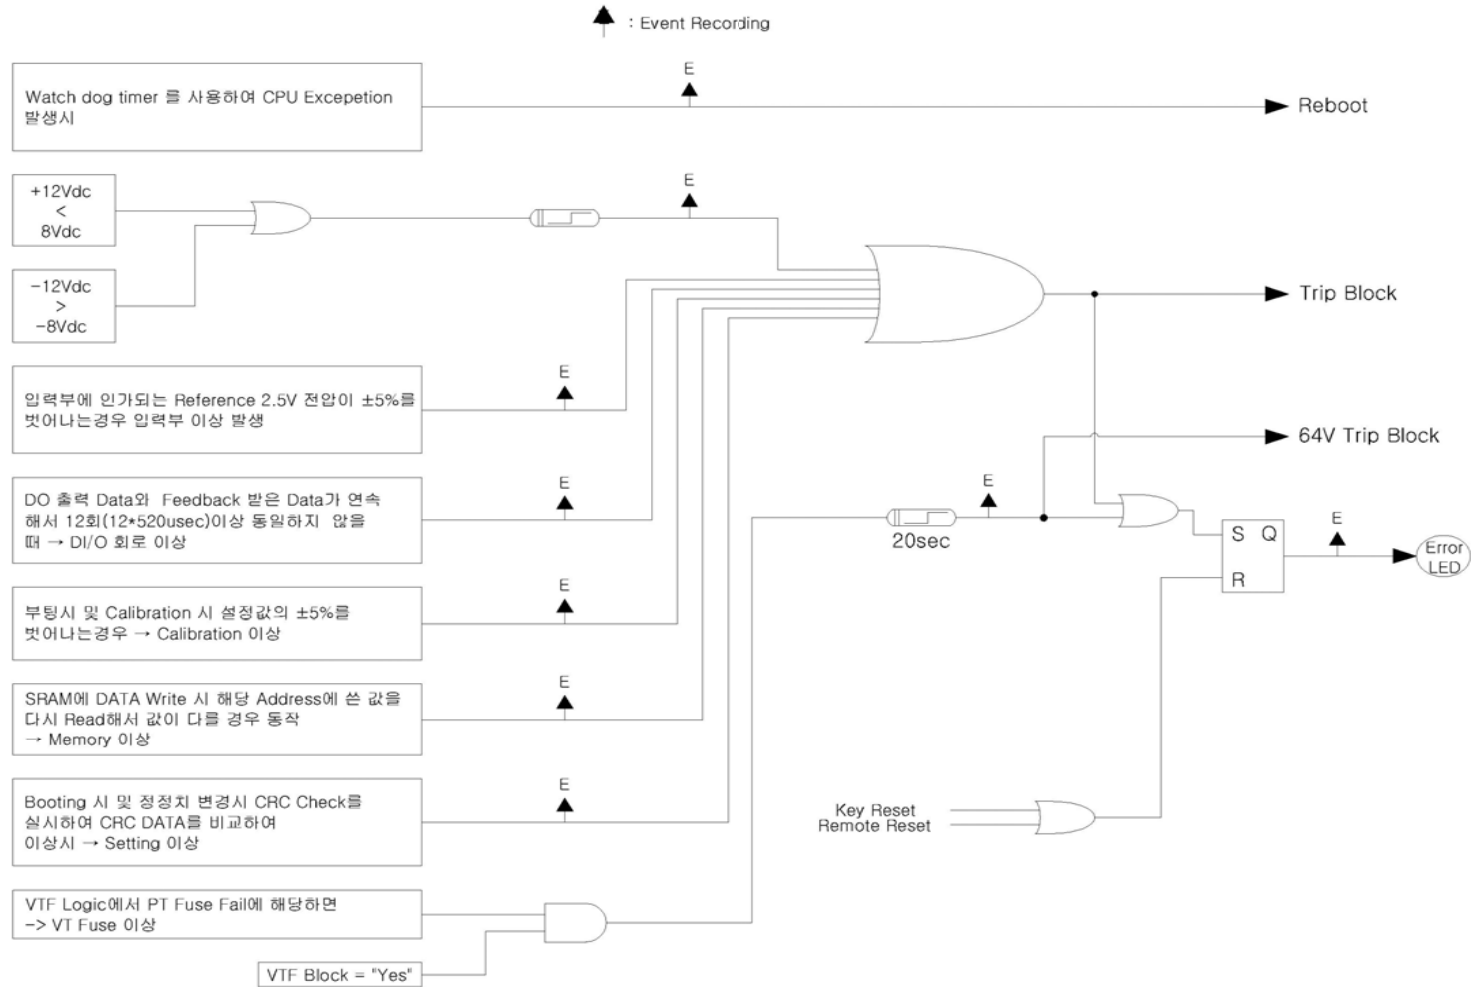 : Event Recording
E
Watch dog timer 를 사용하여 CPU Excepetion
발생시
Reboot
+12Vdc
<
8Vdc
E
-12Vdc
>
-8Vdc
Trip Block
입력부에 인가되는 Reference 2.5V 전압이 ±5%를
벗어나는경우 입력부 이상 발생
E
64V Trip Block
DO 출력 Data와 Feedback 받은 Data가 연속
해서 12회(12*520usec)이상 동일하지 않을
때 → DI/O 회로 이상
E
E
20sec
S Q
R
E
Error
LED
부팅시 및 Calibration 시 설정값의 ±5%를
벗어나는경우 → Calibration 이상
E
SRAM에 DATA Write 시 해당 Address에 쓴 값을
다시 Read해서 값이 다를 경우 동작
→ Memory 이상
E
Booting 시 및 정정치 변경시 CRC Check를
실시하여 CRC DATA를 비교하여
이상시 → Setting 이상
E
Key Reset
Remote Reset
VTF Logic에서 PT Fuse Fail에 해당하면
-> VT Fuse 이상
VTF Block = "Yes"